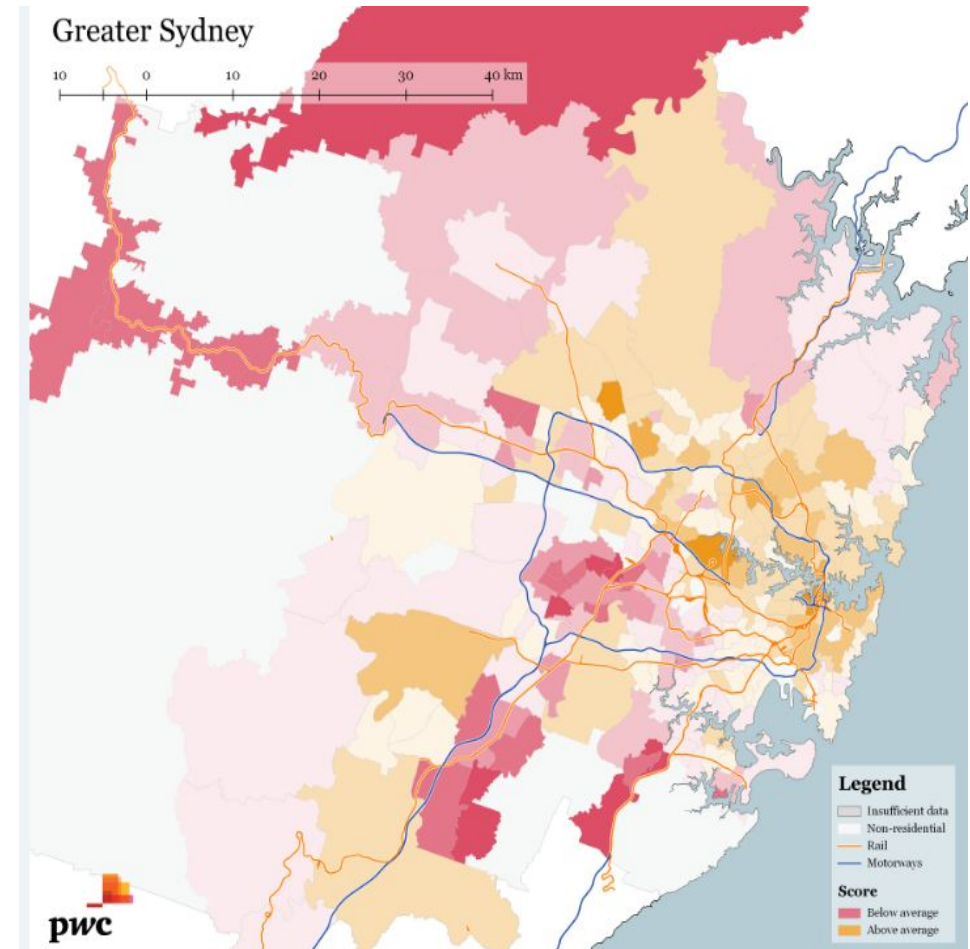 Greater Sydney
10 0 10 20 30 40 km
Legend
Insufficient data
Non-residential
Rail
Motorways
Score
Below average
Above average
pwc